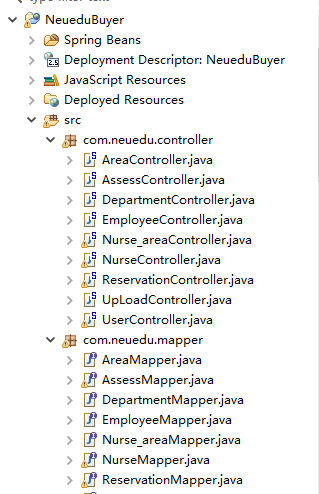 NeueduBuyer
Spring Beans
Deployment Descriptor: NeueduBuyer
JavaScript Resources
Deployed Resources
src
com.neuedu.controller
AreaController.java
AssessController.java
DepartmentController.java
EmployeeController.java
Nurse_areaController.java
NurseController.java
ReservationController.java
UpLoadController.java
UserController.java
com.neuedu.mapper
AreaMapper.java
AssessMapper.java
DepartmentMapper.java
EmployeeMapper.java
Nurse_areaMapper.java
NurseMapper.java
ReservationMapper.java